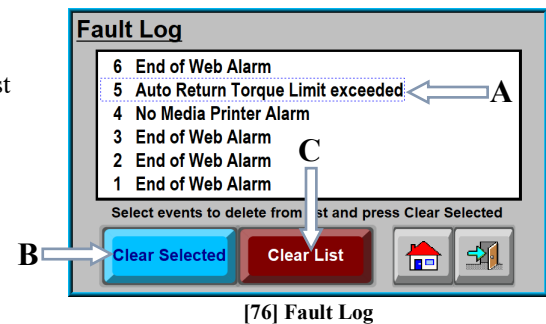 Fault Log
6 End of Web Alarm
5 Auto Return Torque Limit exceeded
A
4 No Media Printer Alarm
3 End of Web Alarm
C
2 End of Web Alarm
1 End of Web Alarm
Select events to delete from list and press Clear Selected
B
Clear Selected
Clear List
[76] Fault Log